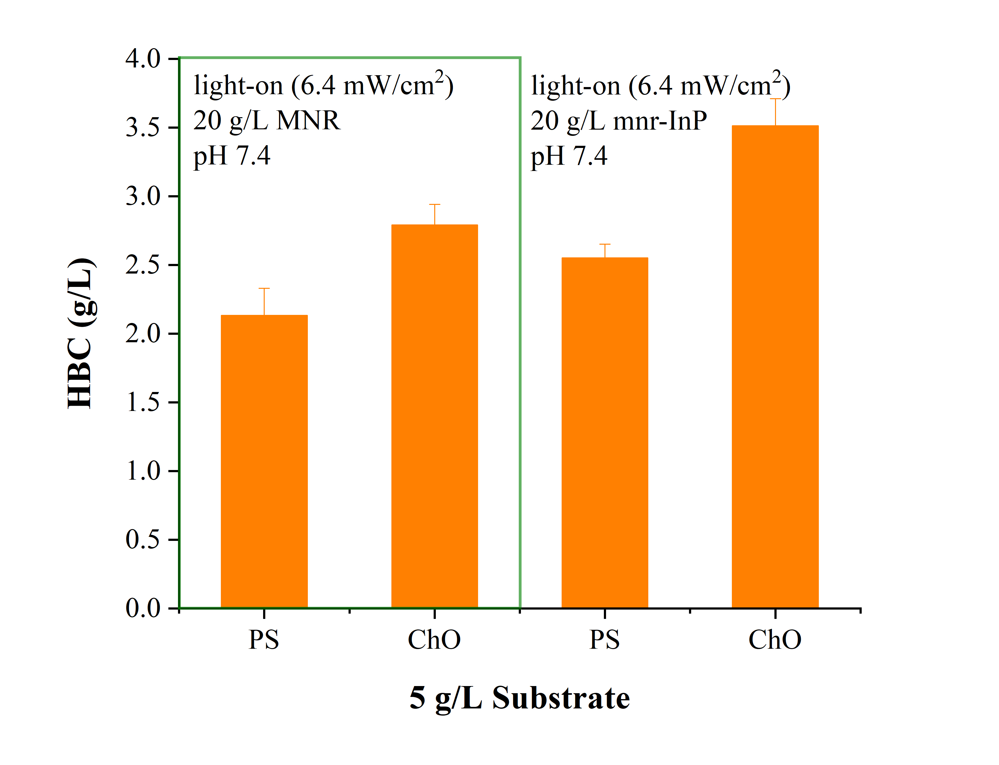 4.0
3.5
3.0
2.5
2.0
1.5
1.0
0.5
0.0
HBC (g/L)
light-on (6.4 mW/cm²)
20 g/L MNR
pH 7.4
light-on (6.4 mW/cm²)
20 g/L mnr-InP
pH 7.4
PS
ChO
PS
ChO
5 g/L Substrate